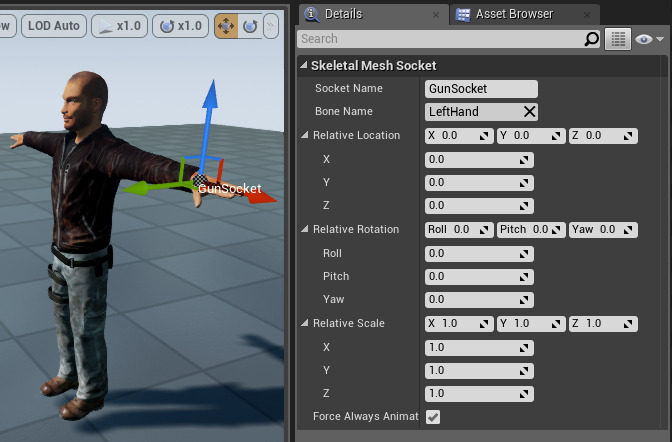 LOD Auto
x1.0
x1.0
GunSocket
Details
Asset Browser
Search
Skeletal Mesh Socket
Socket Name
GunSocket
Bone Name
LeftHand
Relative Location
X 0.0
Y 0.0
Z 0.0
X
0.0
Y
0.0
Z
0.0
Relative Rotation
Roll 0.0
Pitch 0.0
Yaw 0.0
Roll
0.0
Pitch
0.0
Yaw
0.0
Relative Scale
X 1.0
Y 1.0
Z 1.0
X
1.0
Y
1.0
Z
1.0
Force Always Animat